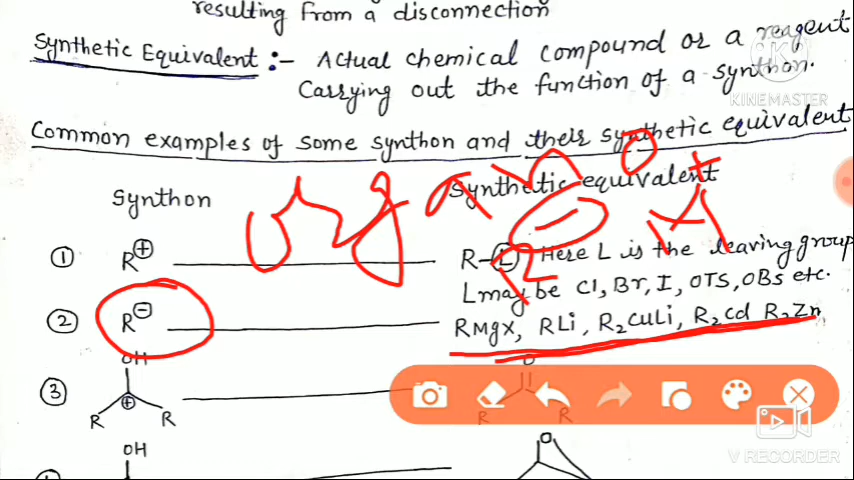 resulting from a disconnection
Synthetic Equivalent :- Actual chemical compound or a reagent
Carrying out the function of a synthon.
KINEMASTER
Common examples of some synthon and their synthetic equivalent
Synthon Synthetic equivalent
① R⊕ R-L Here L is the leaving group
L may be Cl, Br, I, OTS, OBs etc.
② R⊖ RMgX, RLi, R₂CuLi, R₂Cd R₂Zn
③ OH ⊕ R R O R R
OH O
V RECORDER